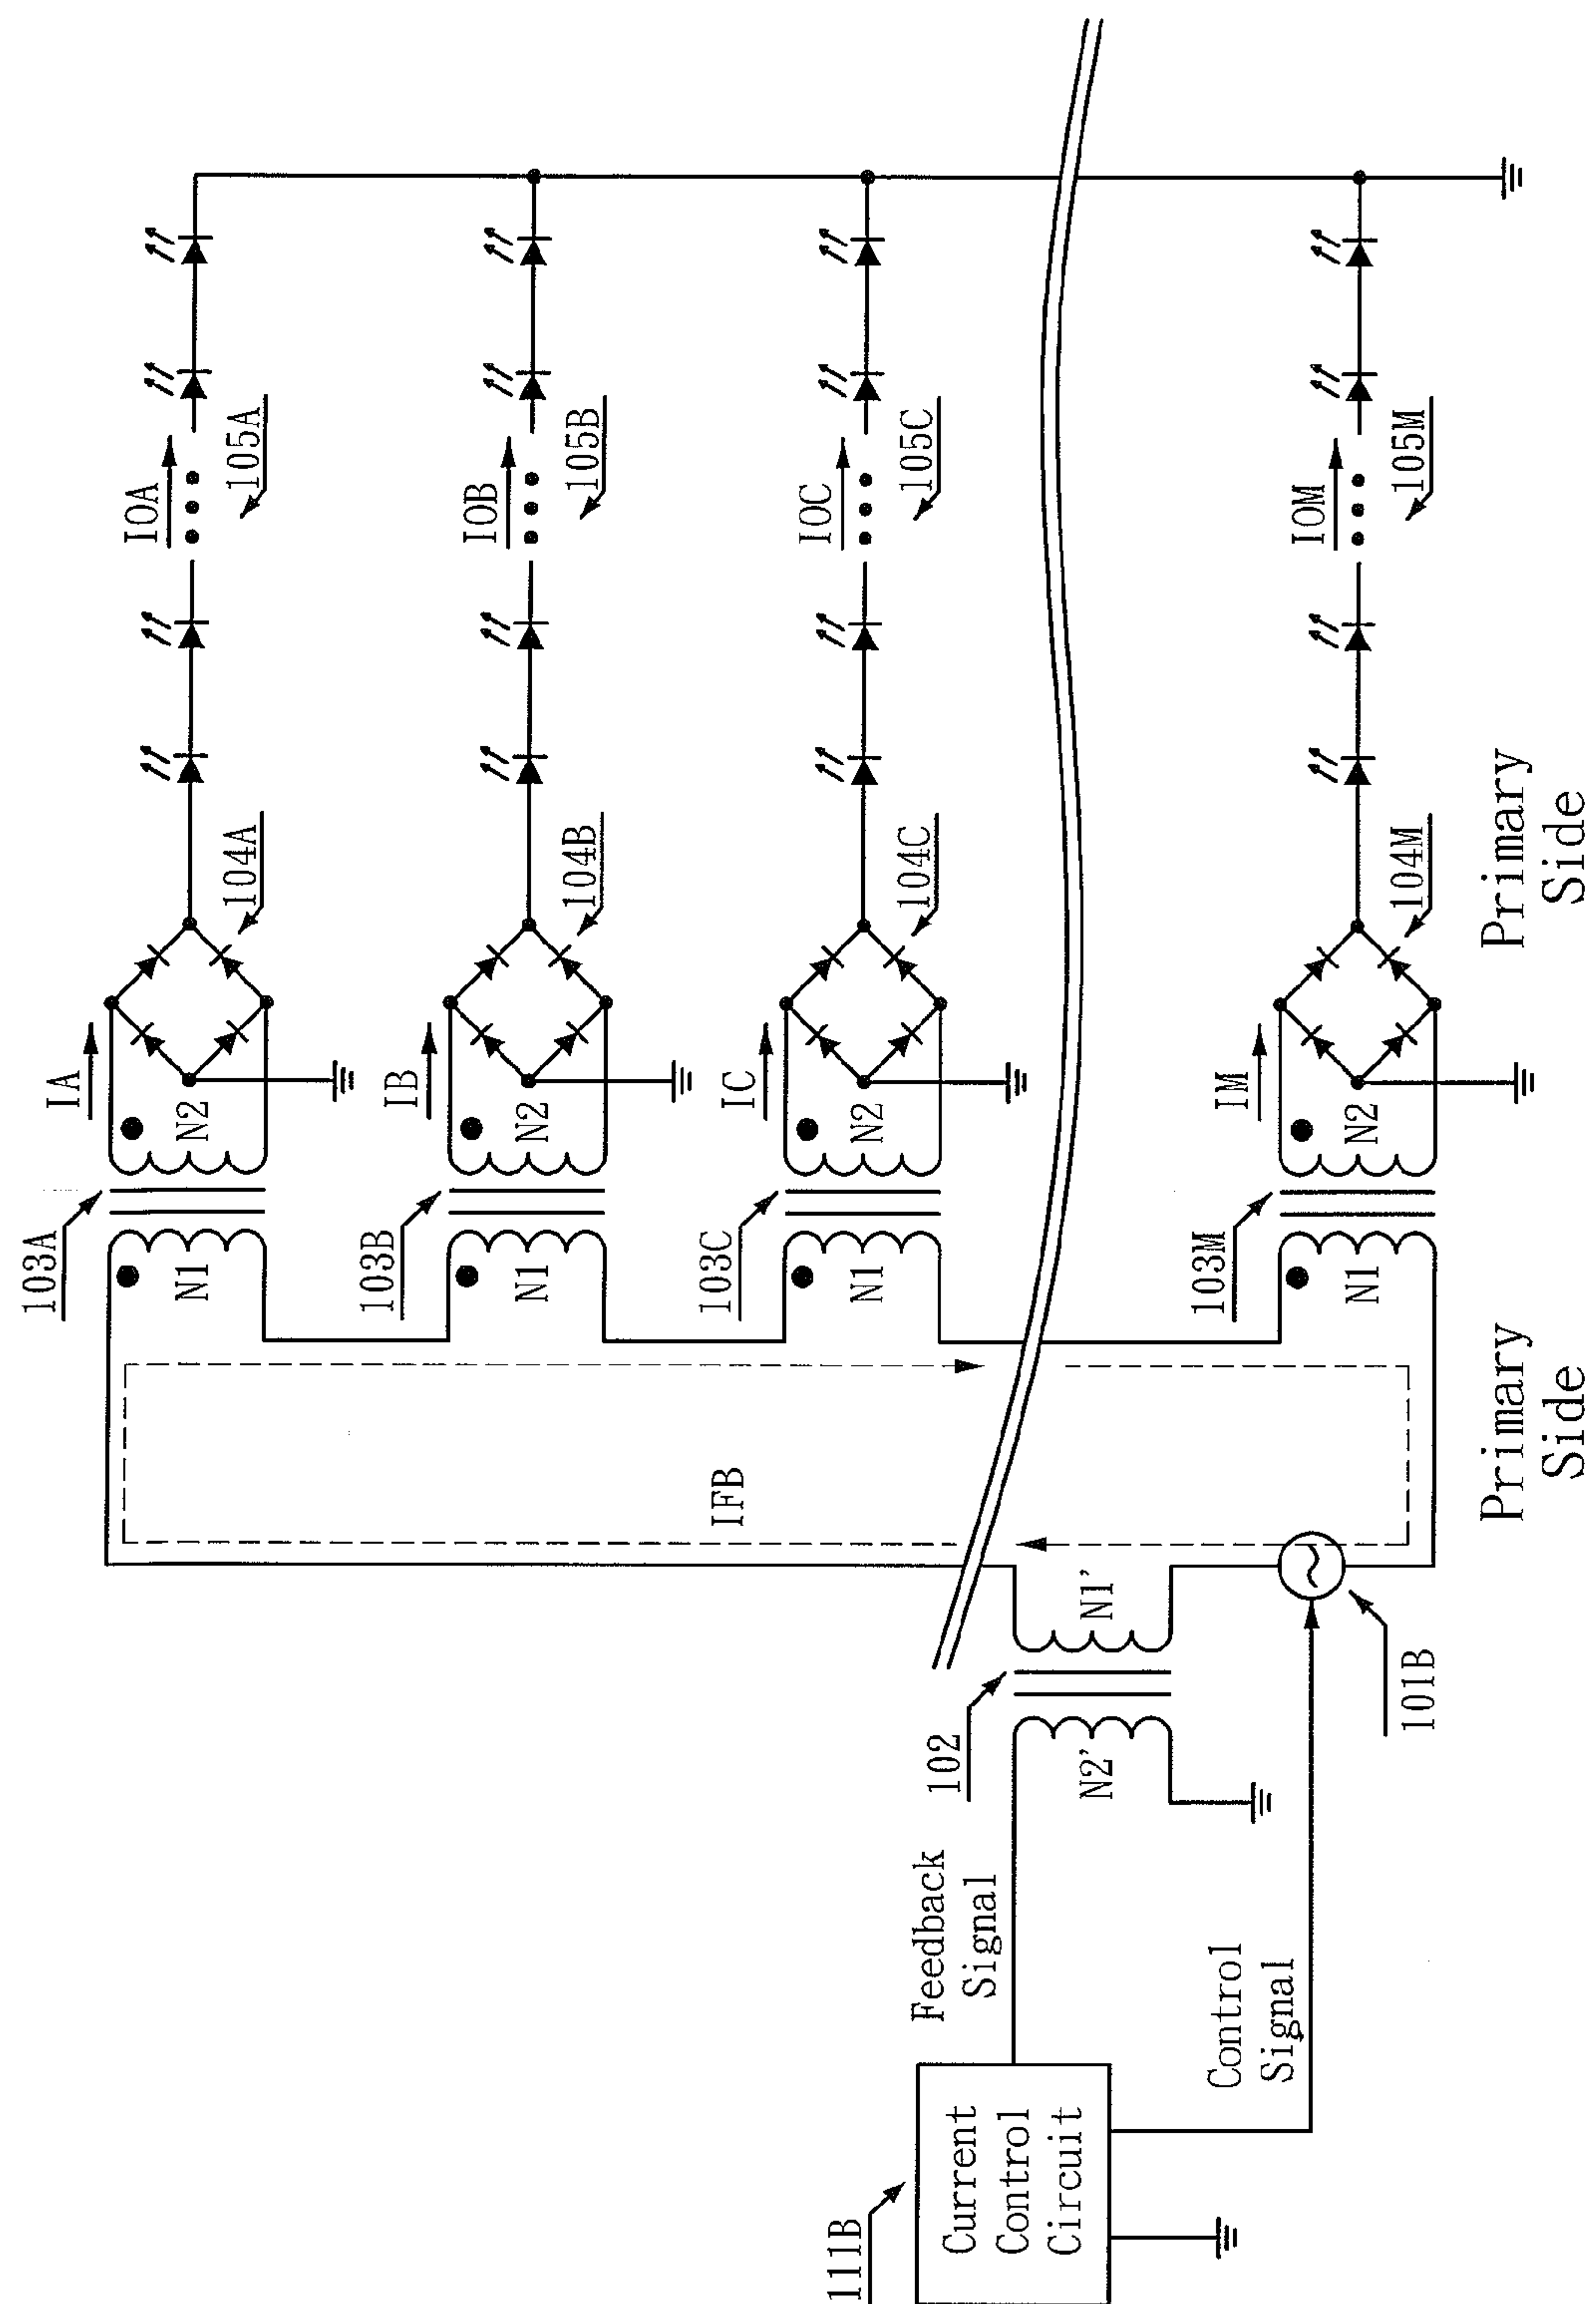 103A
N1
N2
IA
104A
IOA
105A
103B
N1
N2
IB
104B
IOB
105B
103C
N1
N2
IC
104C
IOC
105C
103M
N1
N2
IM
104M
IOM
105M
IFB
111B
Current
Control
Circuit
Feedback
Signal
Control
Signal
102
N2'
N1'
101B
Primary
Side
Primary
Side